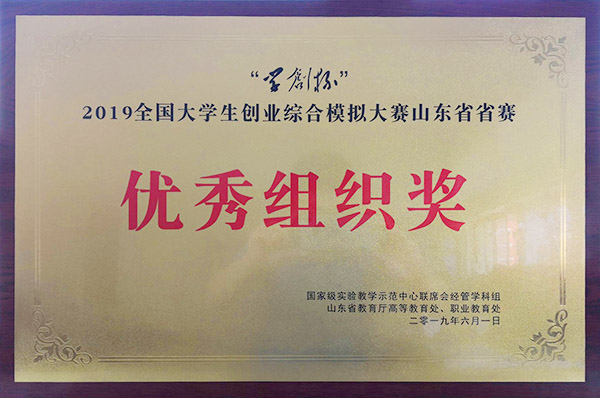 “学创杯”
2019全国大学生创业综合模拟大赛山东省省赛
优秀组织奖
国家级实验教学示范中心联席会经管学科组
山东省教育厅高等教育处、职业教育处
二零一九年六月一日